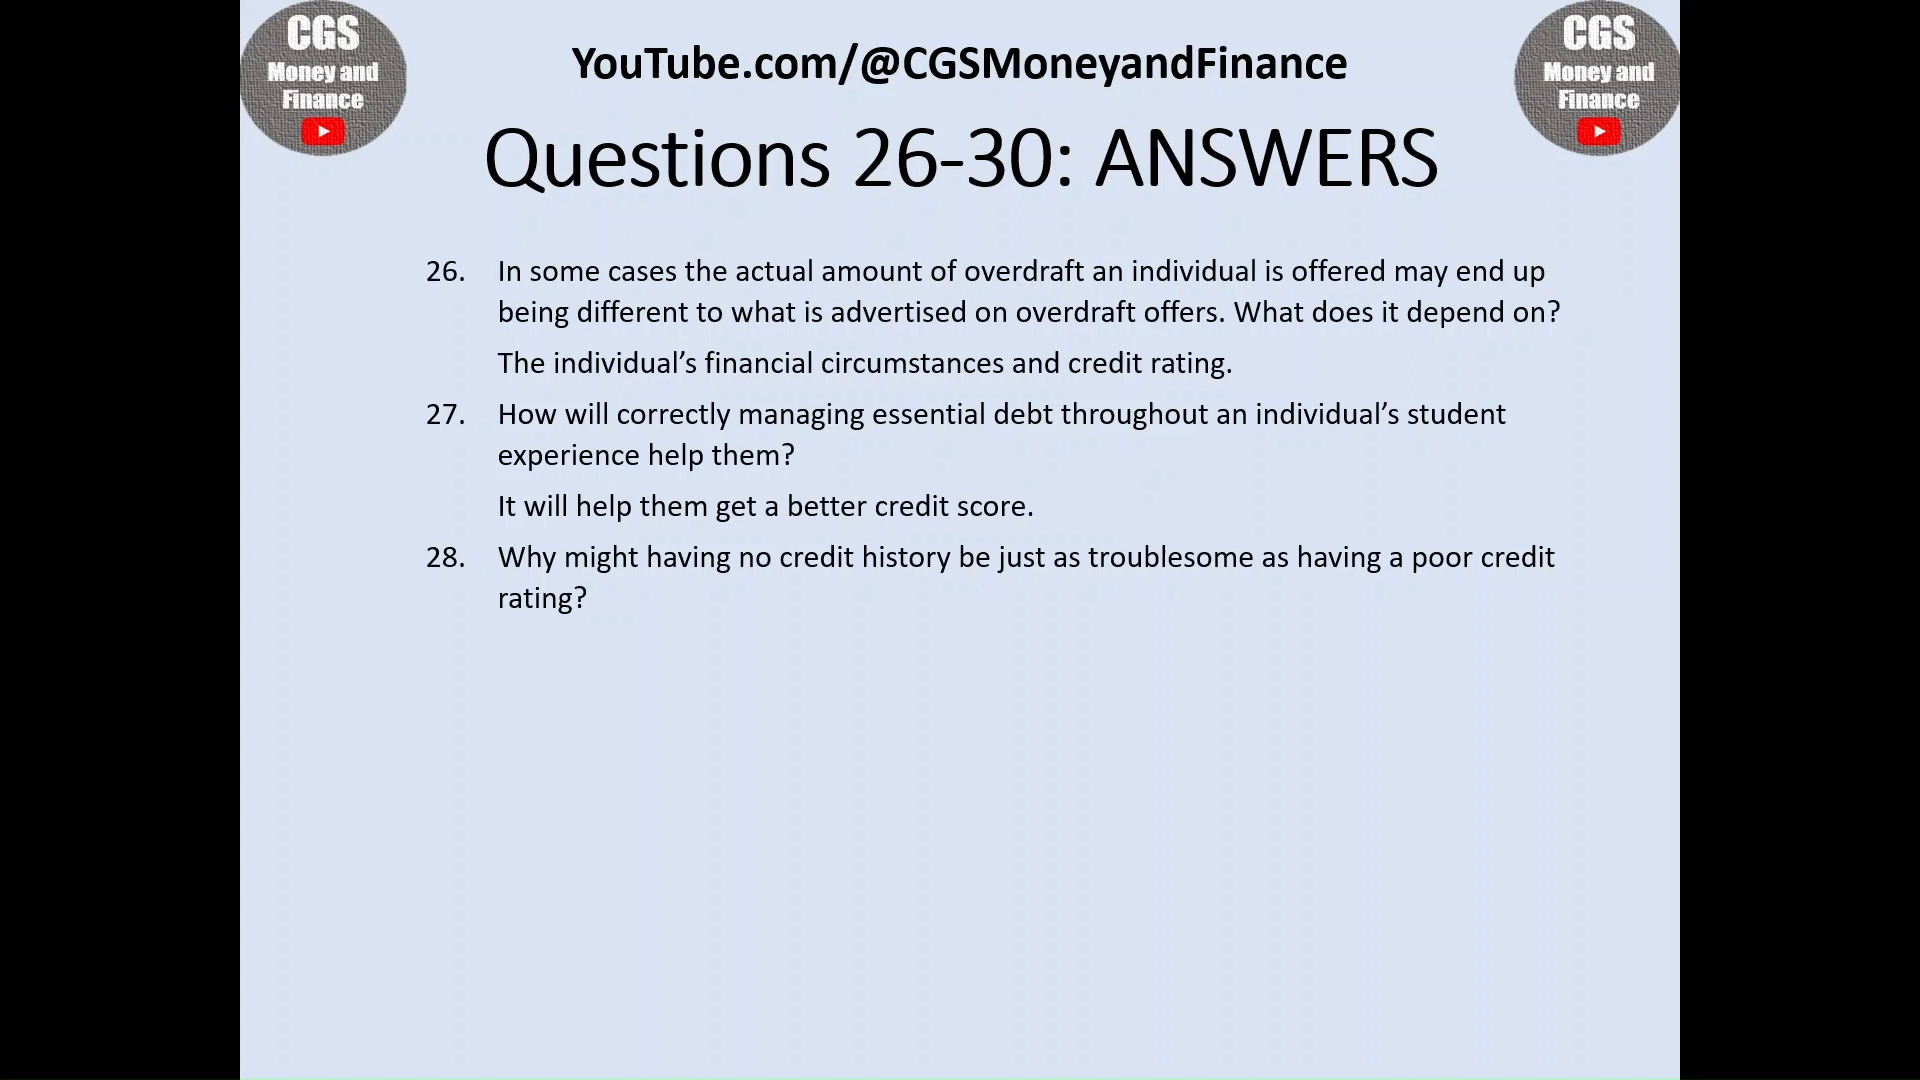 CGS
Money and
Finance
YouTube.com/@CGSMoneyandFinance
CGS
Money and
Finance
Questions 26-30: ANSWERS
26. In some cases the actual amount of overdraft an individual is offered may end up
being different to what is advertised on overdraft offers. What does it depend on?
The individual’s financial circumstances and credit rating.
27. How will correctly managing essential debt throughout an individual’s student
experience help them?
It will help them get a better credit score.
28. Why might having no credit history be just as troublesome as having a poor credit
rating?